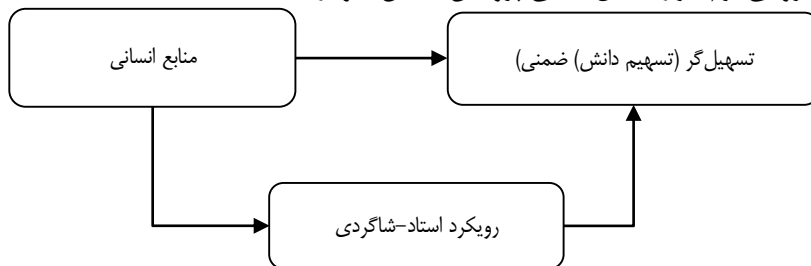 منابع انسانی
تسهیل‌گر (تسهیم دانش) ضمنی)
رویکرد استاد-شاگردی